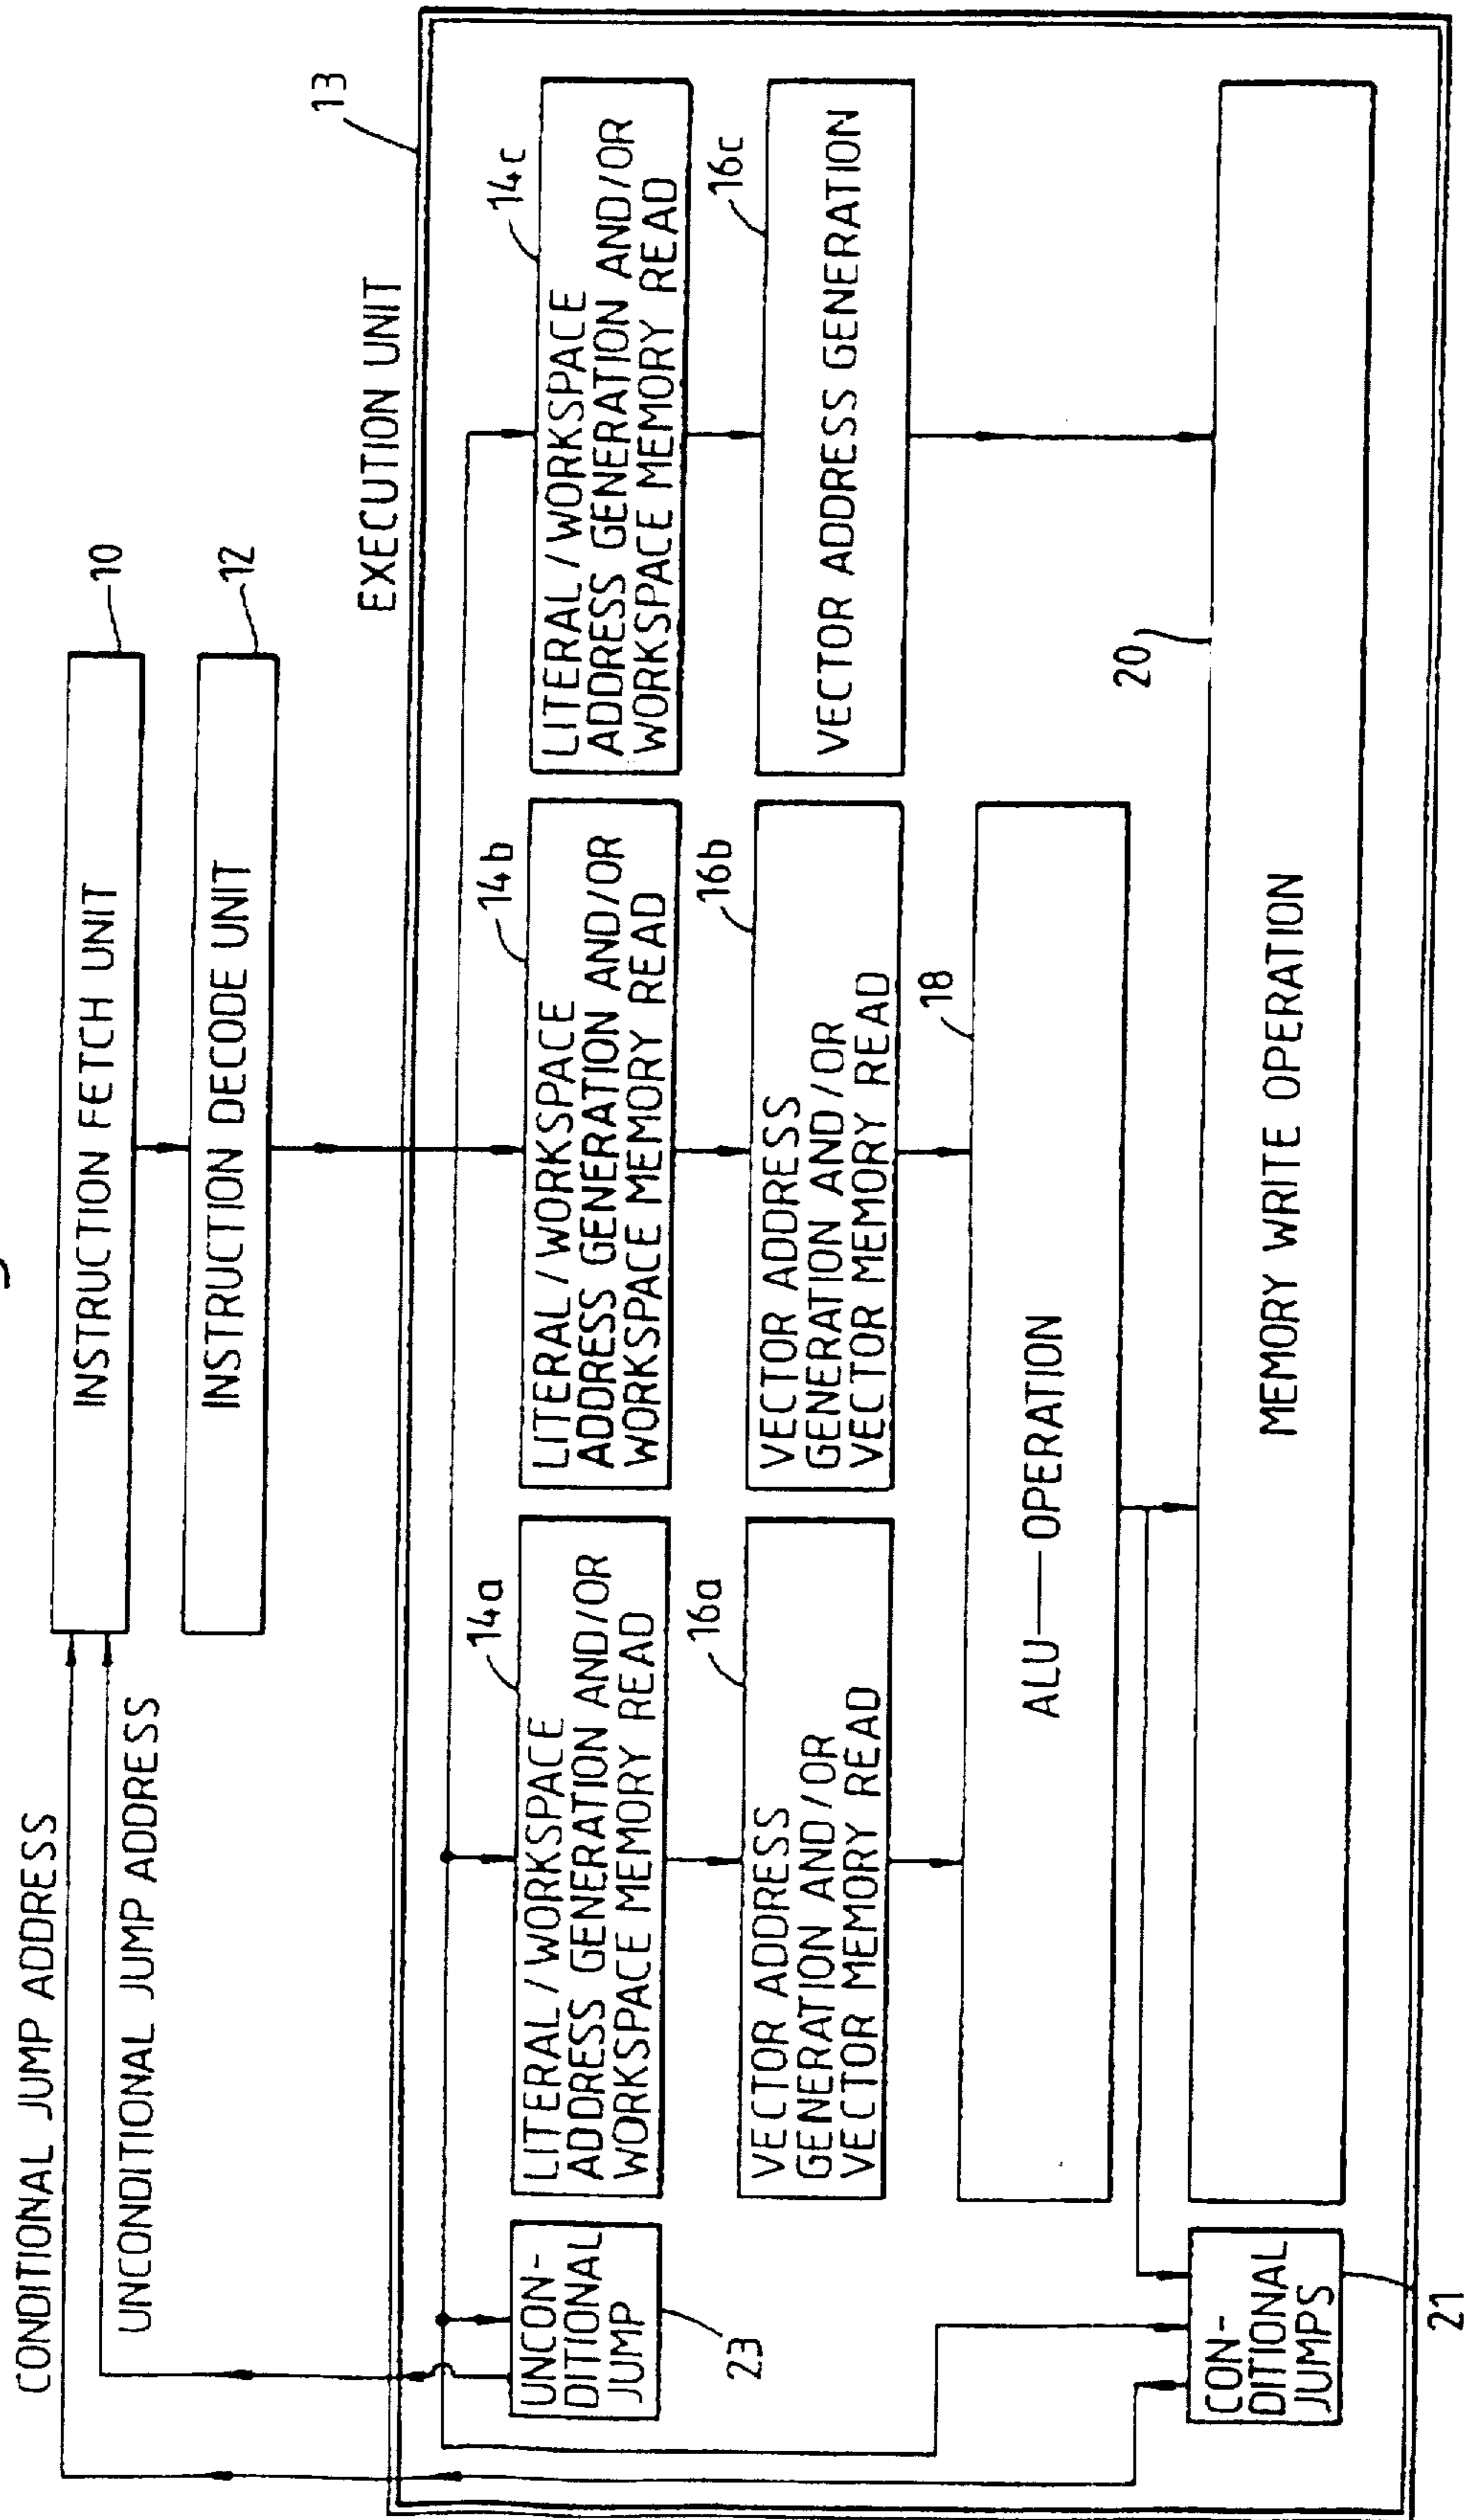 CONDITIONAL JUMP ADDRESS
UNCONDITIONAL JUMP ADDRESS
INSTRUCTION FETCH UNIT
10
INSTRUCTION DECODE UNIT
12
EXECUTION UNIT
13
UNCON-
DITIONAL
JUMP
23
14a
LITERAL/WORKSPACE
ADDRESS GENERATION AND/OR
WORKSPACE MEMORY READ
14b
LITERAL/WORKSPACE
ADDRESS GENERATION AND/OR
WORKSPACE MEMORY READ
14c
LITERAL/WORKSPACE
ADDRESS GENERATION AND/OR
WORKSPACE MEMORY READ
16a
VECTOR ADDRESS
GENERATION AND/OR
VECTOR MEMORY READ
16b
VECTOR ADDRESS
GENERATION AND/OR
VECTOR MEMORY READ
16c
VECTOR ADDRESS GENERATION
18
ALU—OPERATION
20
CON-
DITIONAL
JUMPS
21
MEMORY WRITE OPERATION